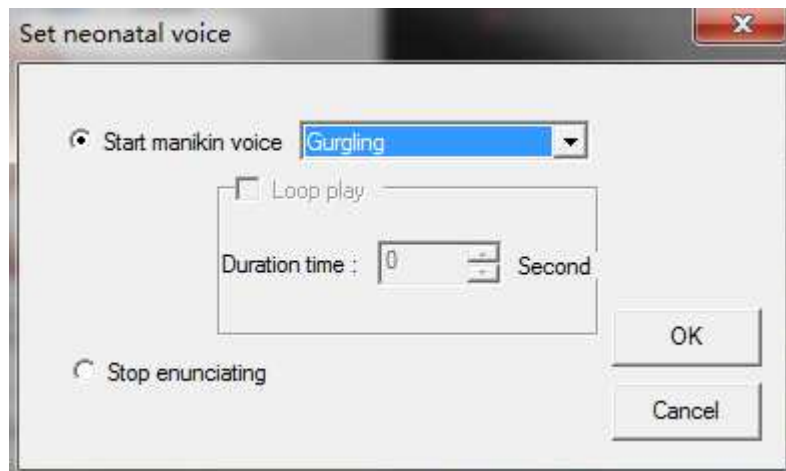 Set neonatal voice
Start manikin voice Gurgling
Loop play
Duration time : 0 Second
OK
Stop enunciating
Cancel